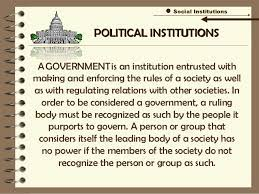 Social Institutions
POLITICAL INSTITUTIONS
A GOVERNMENT is an institution entrusted with
making and enforcing the rules of a society as well
as with regulating relations with other societies. In
order to be considered a government, a ruling
body must be recognized as such by the people it
purports to govern. A person or group that
considers itself the leading body of a society has
no power if the members of the society do not
recognize the person or group as such.